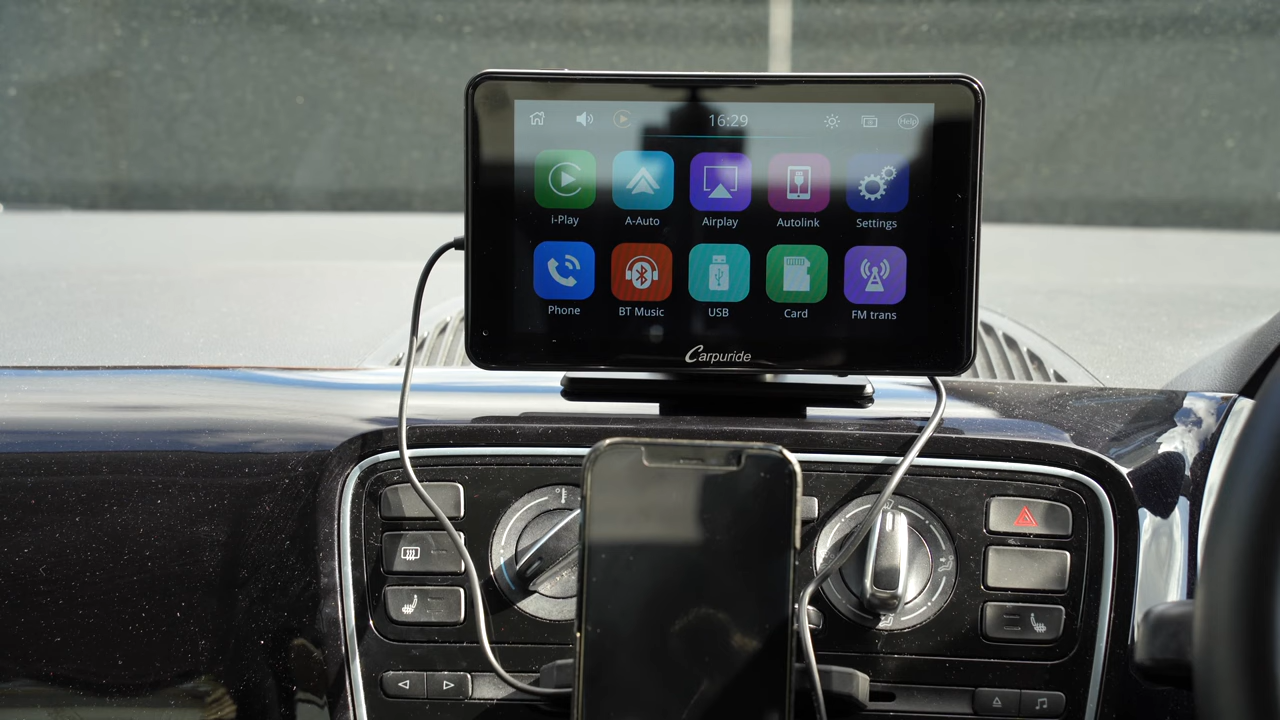 16:29
Help
i-Play A-Auto Airplay Autolink Settings
Phone BT Music USB Card FM trans
Carpuride